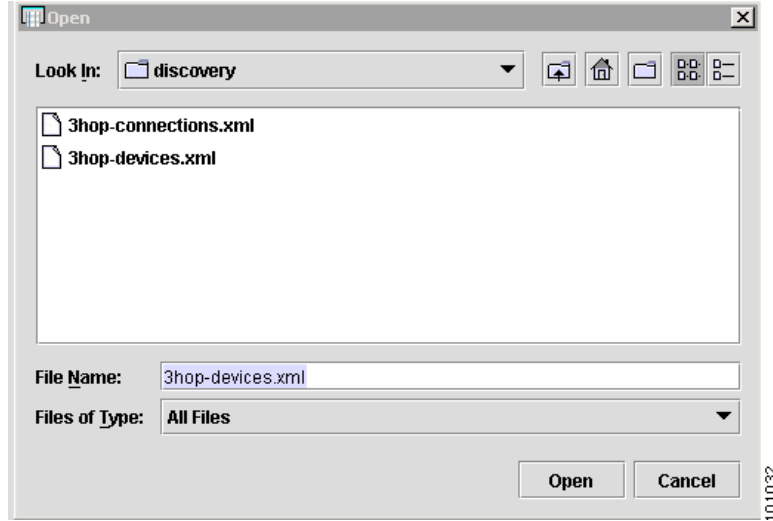 Open
Look In: discovery
3hop-connections.xml
3hop-devices.xml
File Name: 3hop-devices.xml
Files of Type: All Files
Open Cancel
101032